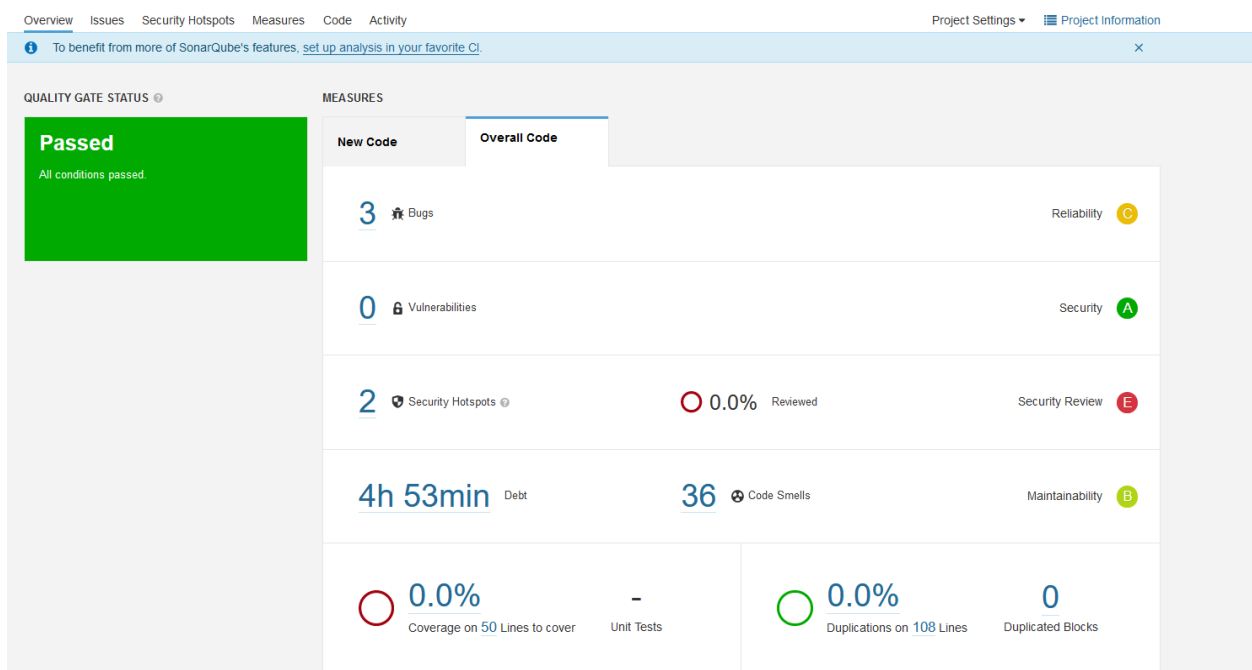 Overview Issues Security Hotspots Measures Code Activity Project Settings Project Information
To benefit from more of SonarQube's features, set up analysis in your favorite CI.
QUALITY GATE STATUS
MEASURES
Passed
All conditions passed.
New Code
Overall Code
3 Bugs Reliability C
0 Vulnerabilities Security A
2 Security Hotspots 0.0% Reviewed Security Review E
4h 53min Debt 36 Code Smells Maintainability B
0.0% - 0.0% 0
Coverage on 50 Lines to cover Unit Tests Duplications on 108 Lines Duplicated Blocks